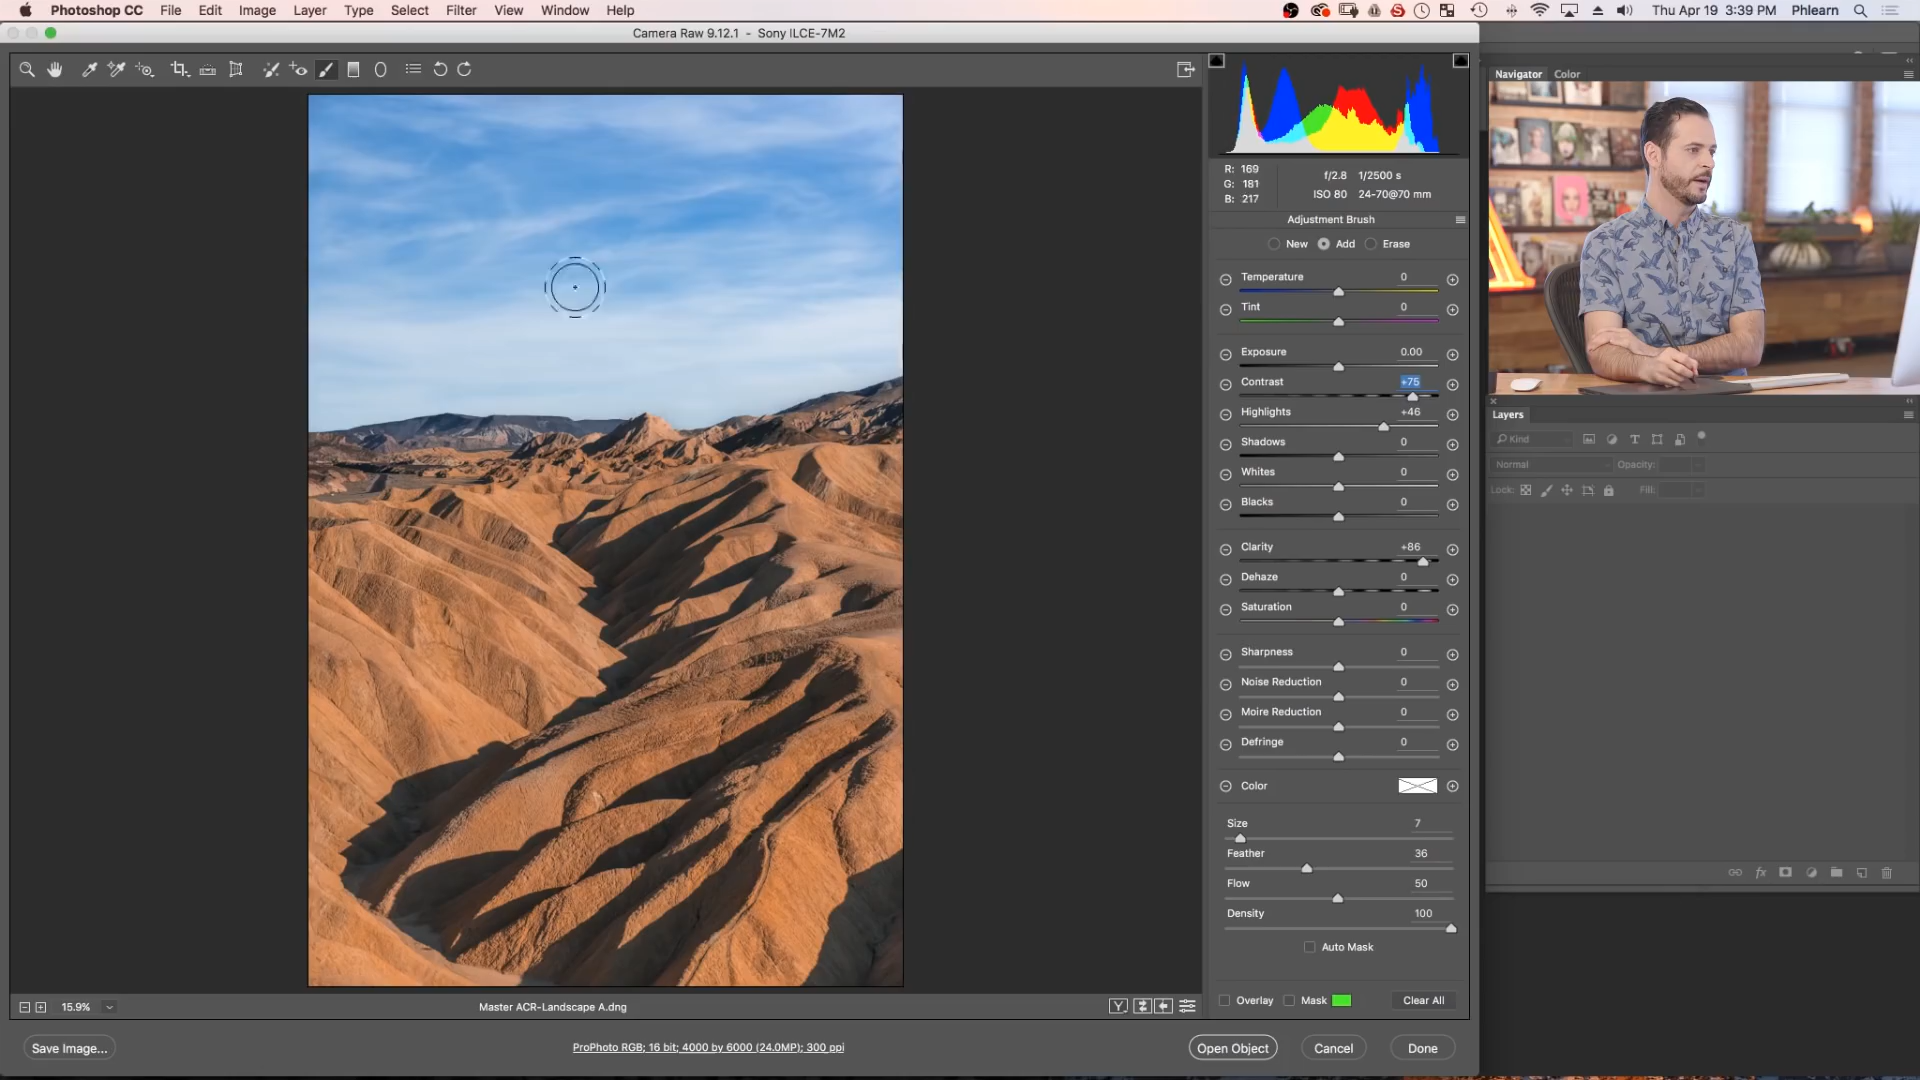 Photoshop CC File Edit Image Layer Type Select Filter View Window Help Thu Apr 19 3:39 PM Phlearn
Camera Raw 9.12.1 - Sony ILCE-7M2
Navigator Color
R: 169
G: 181
B: 217
f/2.8 1/2500 s
ISO 80 24-70@70 mm
Adjustment Brush
New Add Erase
Temperature 0
Tint 0
Exposure 0.00
Contrast +75
Highlights +46
Shadows 0
Whites 0
Blacks 0
Clarity +86
Dehaze 0
Saturation 0
Sharpness 0
Noise Reduction 0
Moire Reduction 0
Defringe 0
Color
Size 7
Feather 36
Flow 50
Density 100
Auto Mask
Overlay Mask Clear All
Layers
Kind
Normal Opacity:
Lock: Fill:
fx
15.9% Master ACR-Landscape A.dng Y
Save Image... ProPhoto RGB; 16 bit; 4000 by 6000 (24.0MP); 300 ppi Open Object Cancel Done